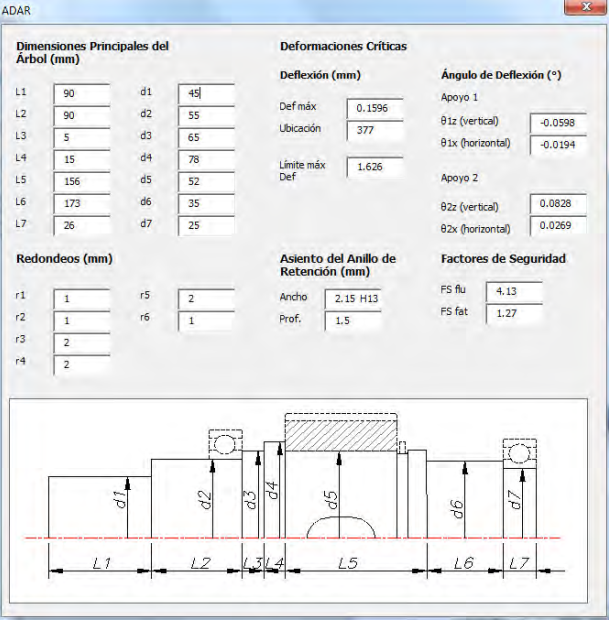 ADAR
Dimensiones Principales del
Árbol (mm)
L1 90 d1 45
L2 90 d2 55
L3 5 d3 65
L4 15 d4 78
L5 156 d5 52
L6 173 d6 35
L7 26 d7 25
Deformaciones Críticas
Deflexión (mm)
Def máx 0.1596
Ubicación 377
Límite máx
Def 1.626
Ángulo de Deflexión (°)
Apoyo 1
θ1z (vertical) -0.0598
θ1x (horizontal) -0.0194
Apoyo 2
θ2z (vertical) 0.0828
θ2x (horizontal) 0.0269
Redondeos (mm)
r1 1 r5 2
r2 1 r6 1
r3 2
r4 2
Asiento del Anillo de
Retención (mm)
Ancho 2.15 H13
Prof. 1.5
Factores de Seguridad
FS flu 4.13
FS fat 1.27
d1 d2 d3 d4 d5 d6 d7
L1 L2 L3 L4 L5 L6 L7